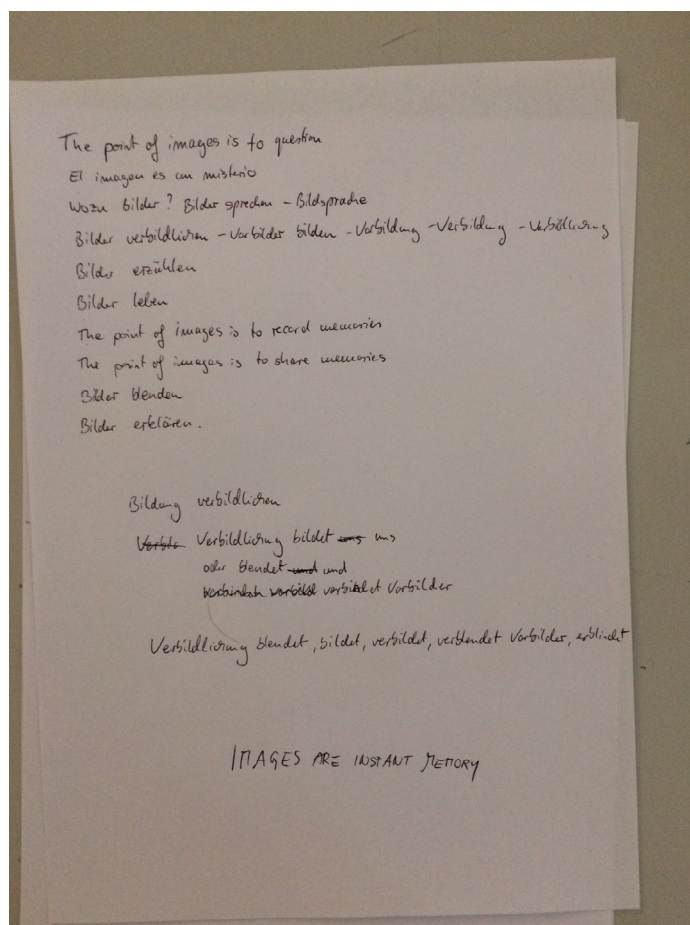 The point of images is to question
El imagen es un misterio
Wozu Bilder? Bilder sprechen - Bildsprache
Bilder verbildlichen - Vorbilder bilden - Vorbildung - Verbildung - Verbildlichung
Bilder erzählen
Bilder leben
The point of images is to record memories
The point of images is to share memories
Bilder blenden
Bilder erklären.
Bildung verbildlichen
Verbildlichung bildet uns
oder blendet und
verbildet Vorbilder
Verbildlichung blendet, bildet, verbildet, verblendet Vorbilder, erblindet
IMAGES ARE INSTANT MEMORY